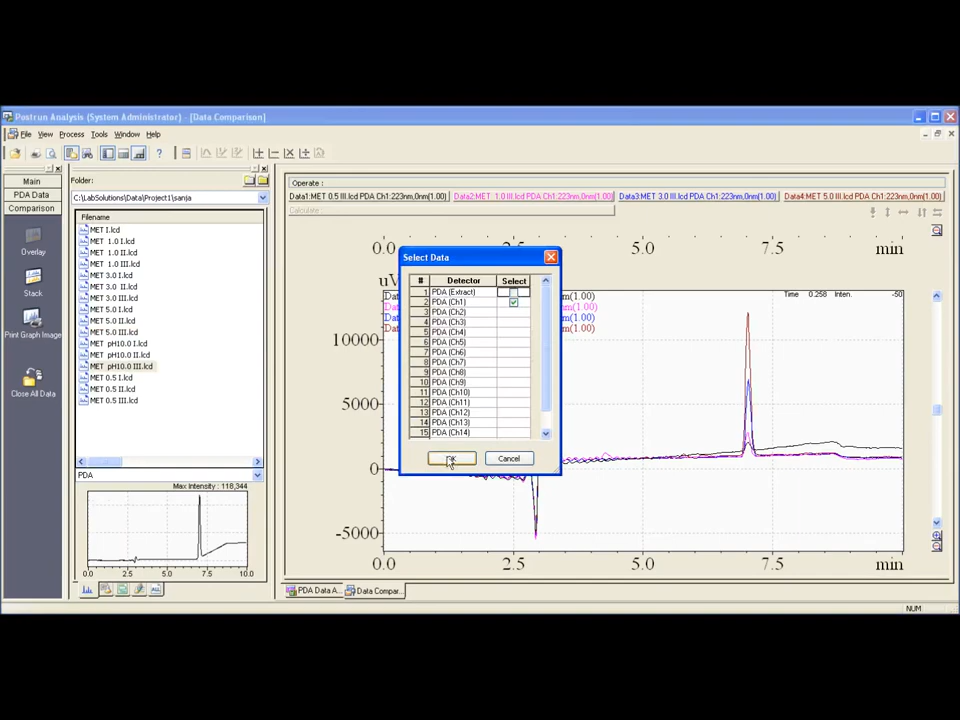 Postrun Analysis (System Administrator) - [Data Comparison]
File View Process Tools Window Help
Main
PDA Data
Comparison
Overlay
Stack
Print Graph Image
Close All Data
Folder:
C:\LabSolutions\Data\Project1\sanja
Filename
MET I.lcd
MET 1.0 I.lcd
MET 1.0 II.lcd
MET 1.0 III.lcd
MET 3.0 I.lcd
MET 3.0 II.lcd
MET 3.0 III.lcd
MET 5.0 I.lcd
MET 5.0 II.lcd
MET 5.0 III.lcd
MET pH10.0 I.lcd
MET pH10.0 II.lcd
MET pH10.0 III.lcd
MET 0.5 I.lcd
MET 0.5 II.lcd
MET 0.5 III.lcd
PDA
Max Intensity : 118,344
0.0 2.5 5.0 7.5 10.0
Operate :
Data1:MET 0.5 III.lcd PDA Ch1:223nm,0nm(1.00) Data2:MET 1.0 III.lcd PDA Ch1:223nm,0nm(1.00) Data3:MET 3.0 III.lcd PDA Ch1:223nm,0nm(1.00) Data4:MET 5.0 III.lcd PDA Ch1:223nm,0nm(1.00)
Calculate :
0.0 2.5 5.0 7.5 min
uV
Time 0.258 Inten. -50
10000
5000
0
-5000
0.0 2.5 5.0 7.5 min
Select Data
# Detector Select
1 PDA (Extract)
2 PDA (Ch1)
3 PDA (Ch2)
4 PDA (Ch3)
5 PDA (Ch4)
6 PDA (Ch5)
7 PDA (Ch6)
8 PDA (Ch7)
9 PDA (Ch8)
10 PDA (Ch9)
11 PDA (Ch10)
12 PDA (Ch11)
13 PDA (Ch12)
14 PDA (Ch13)
15 PDA (Ch14)
OK Cancel
PDA Data A... Data Compar...
NUM